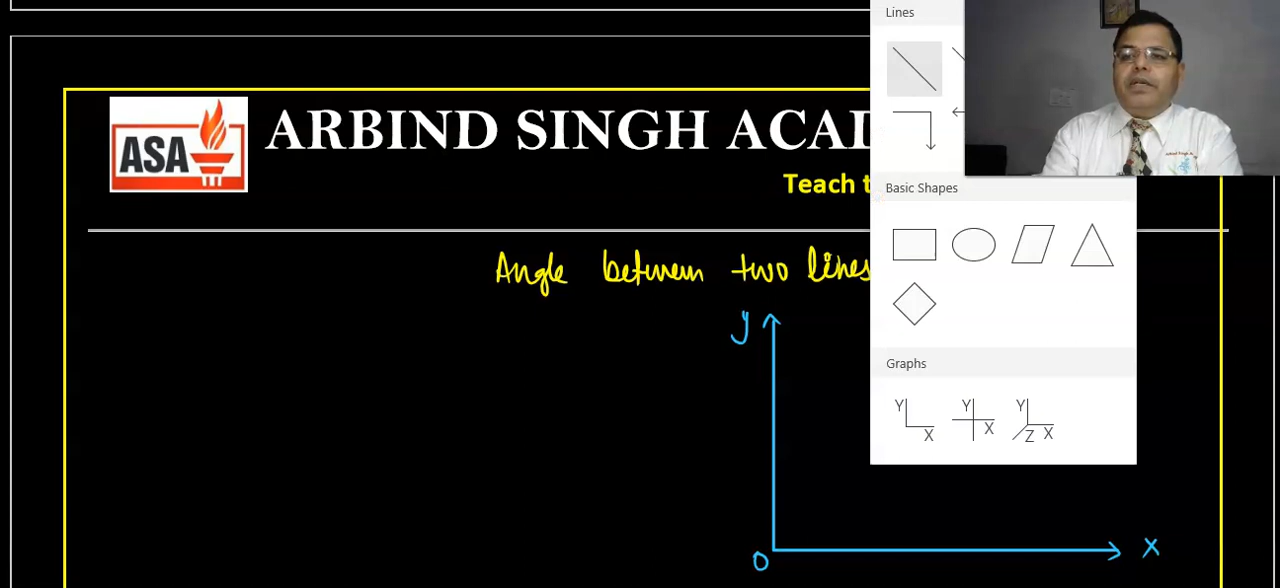 Lines
ASA
ARBIND SINGH ACAD
Teach t
Basic Shapes
Angle between two lines
y
Graphs
Y X
Y X
Y Z X
O
X